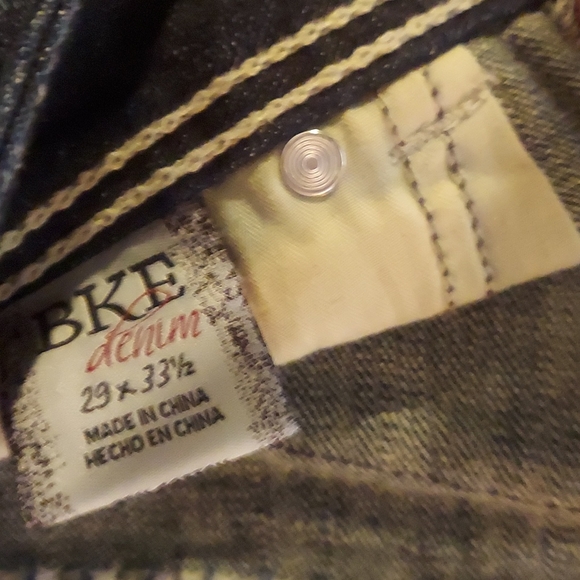 BKE
denim
29 x 33½
MADE IN CHINA
HECHO EN CHINA